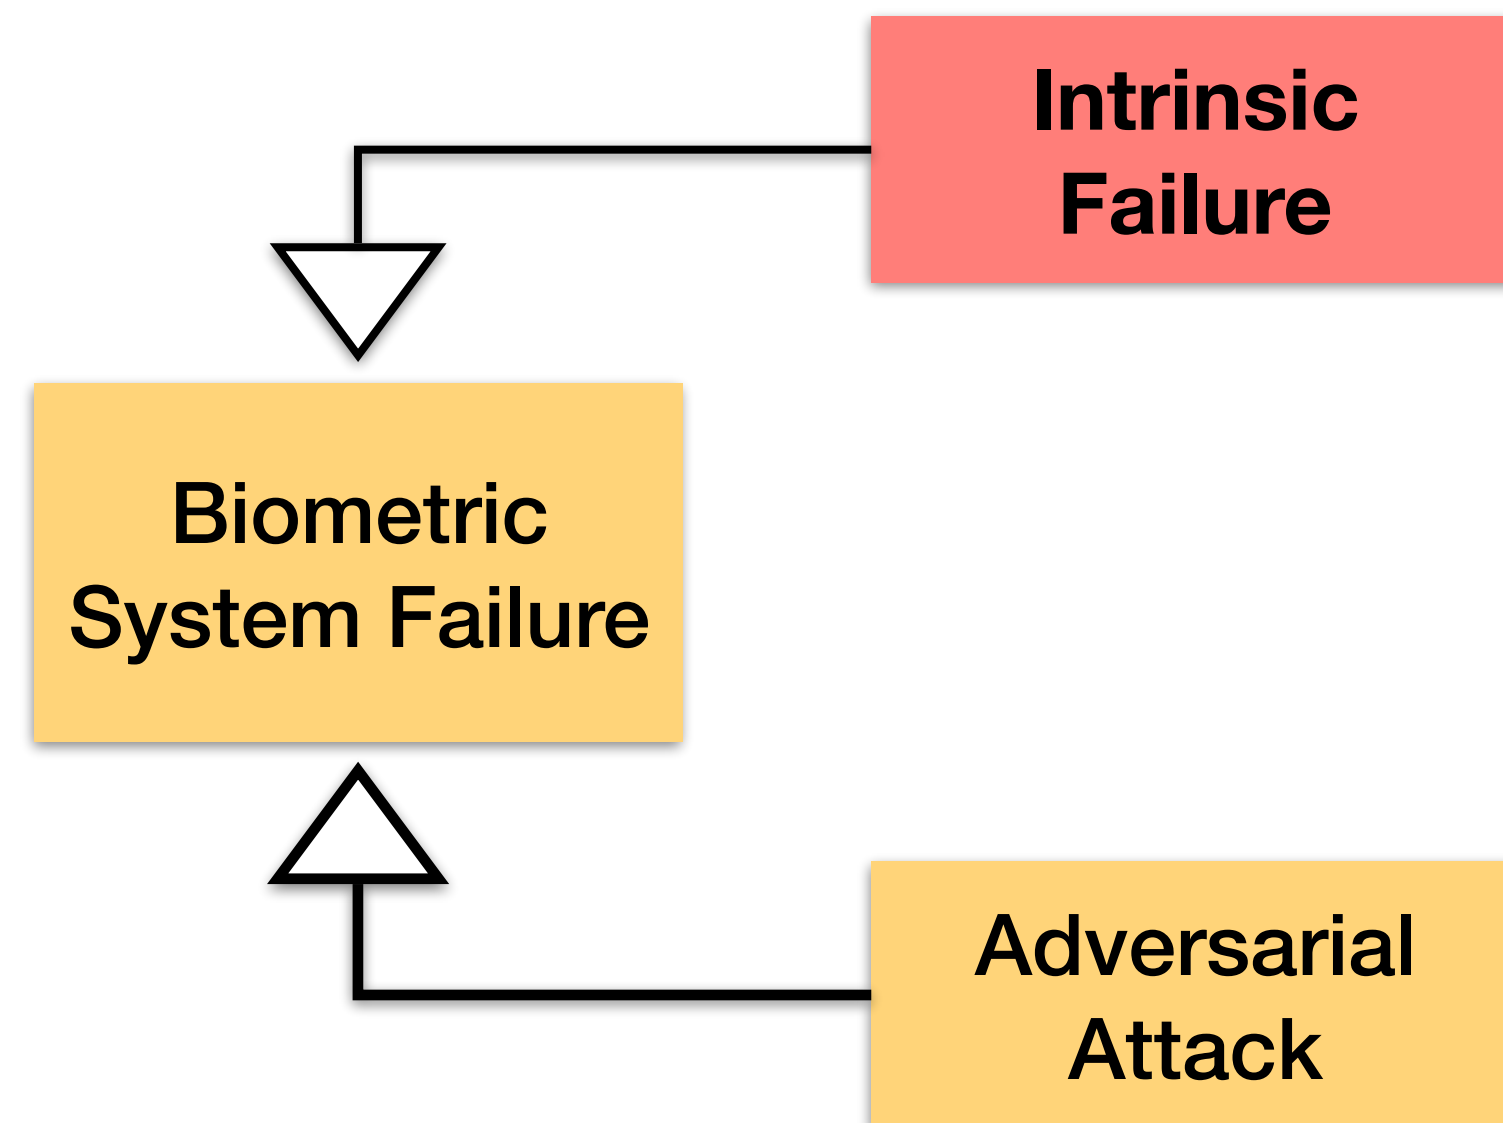 Intrinsic
Failure
Biometric
System Failure
Adversarial
Attack